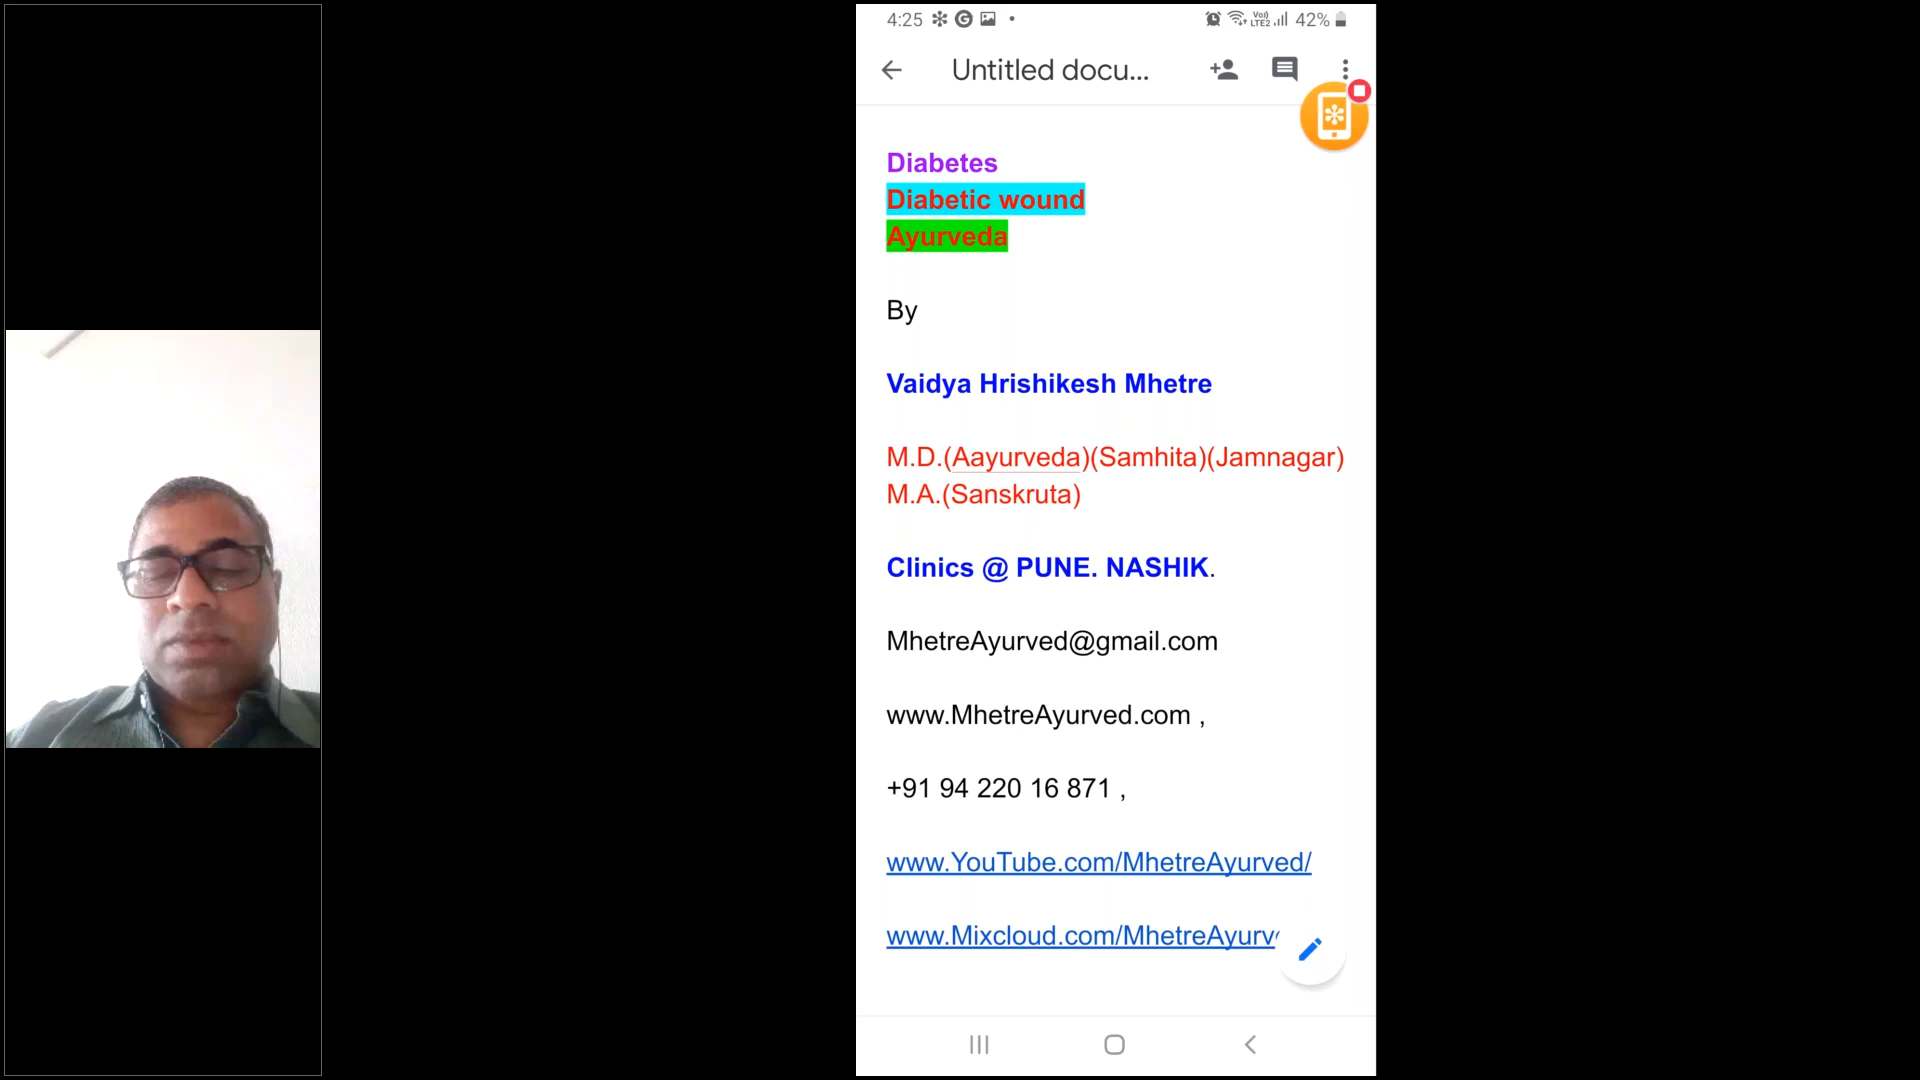 4:25 42%
Untitled docu...
Diabetes
Diabetic wound
Ayurveda
By
Vaidya Hrishikesh Mhetre
M.D.(Aayurveda)(Samhita)(Jamnagar)
M.A.(Sanskruta)
Clinics @ PUNE. NASHIK.
MhetreAyurved@gmail.com
www.MhetreAyurved.com ,
+91 94 220 16 871 ,
www.YouTube.com/MhetreAyurved/
www.Mixcloud.com/MhetreAyurv